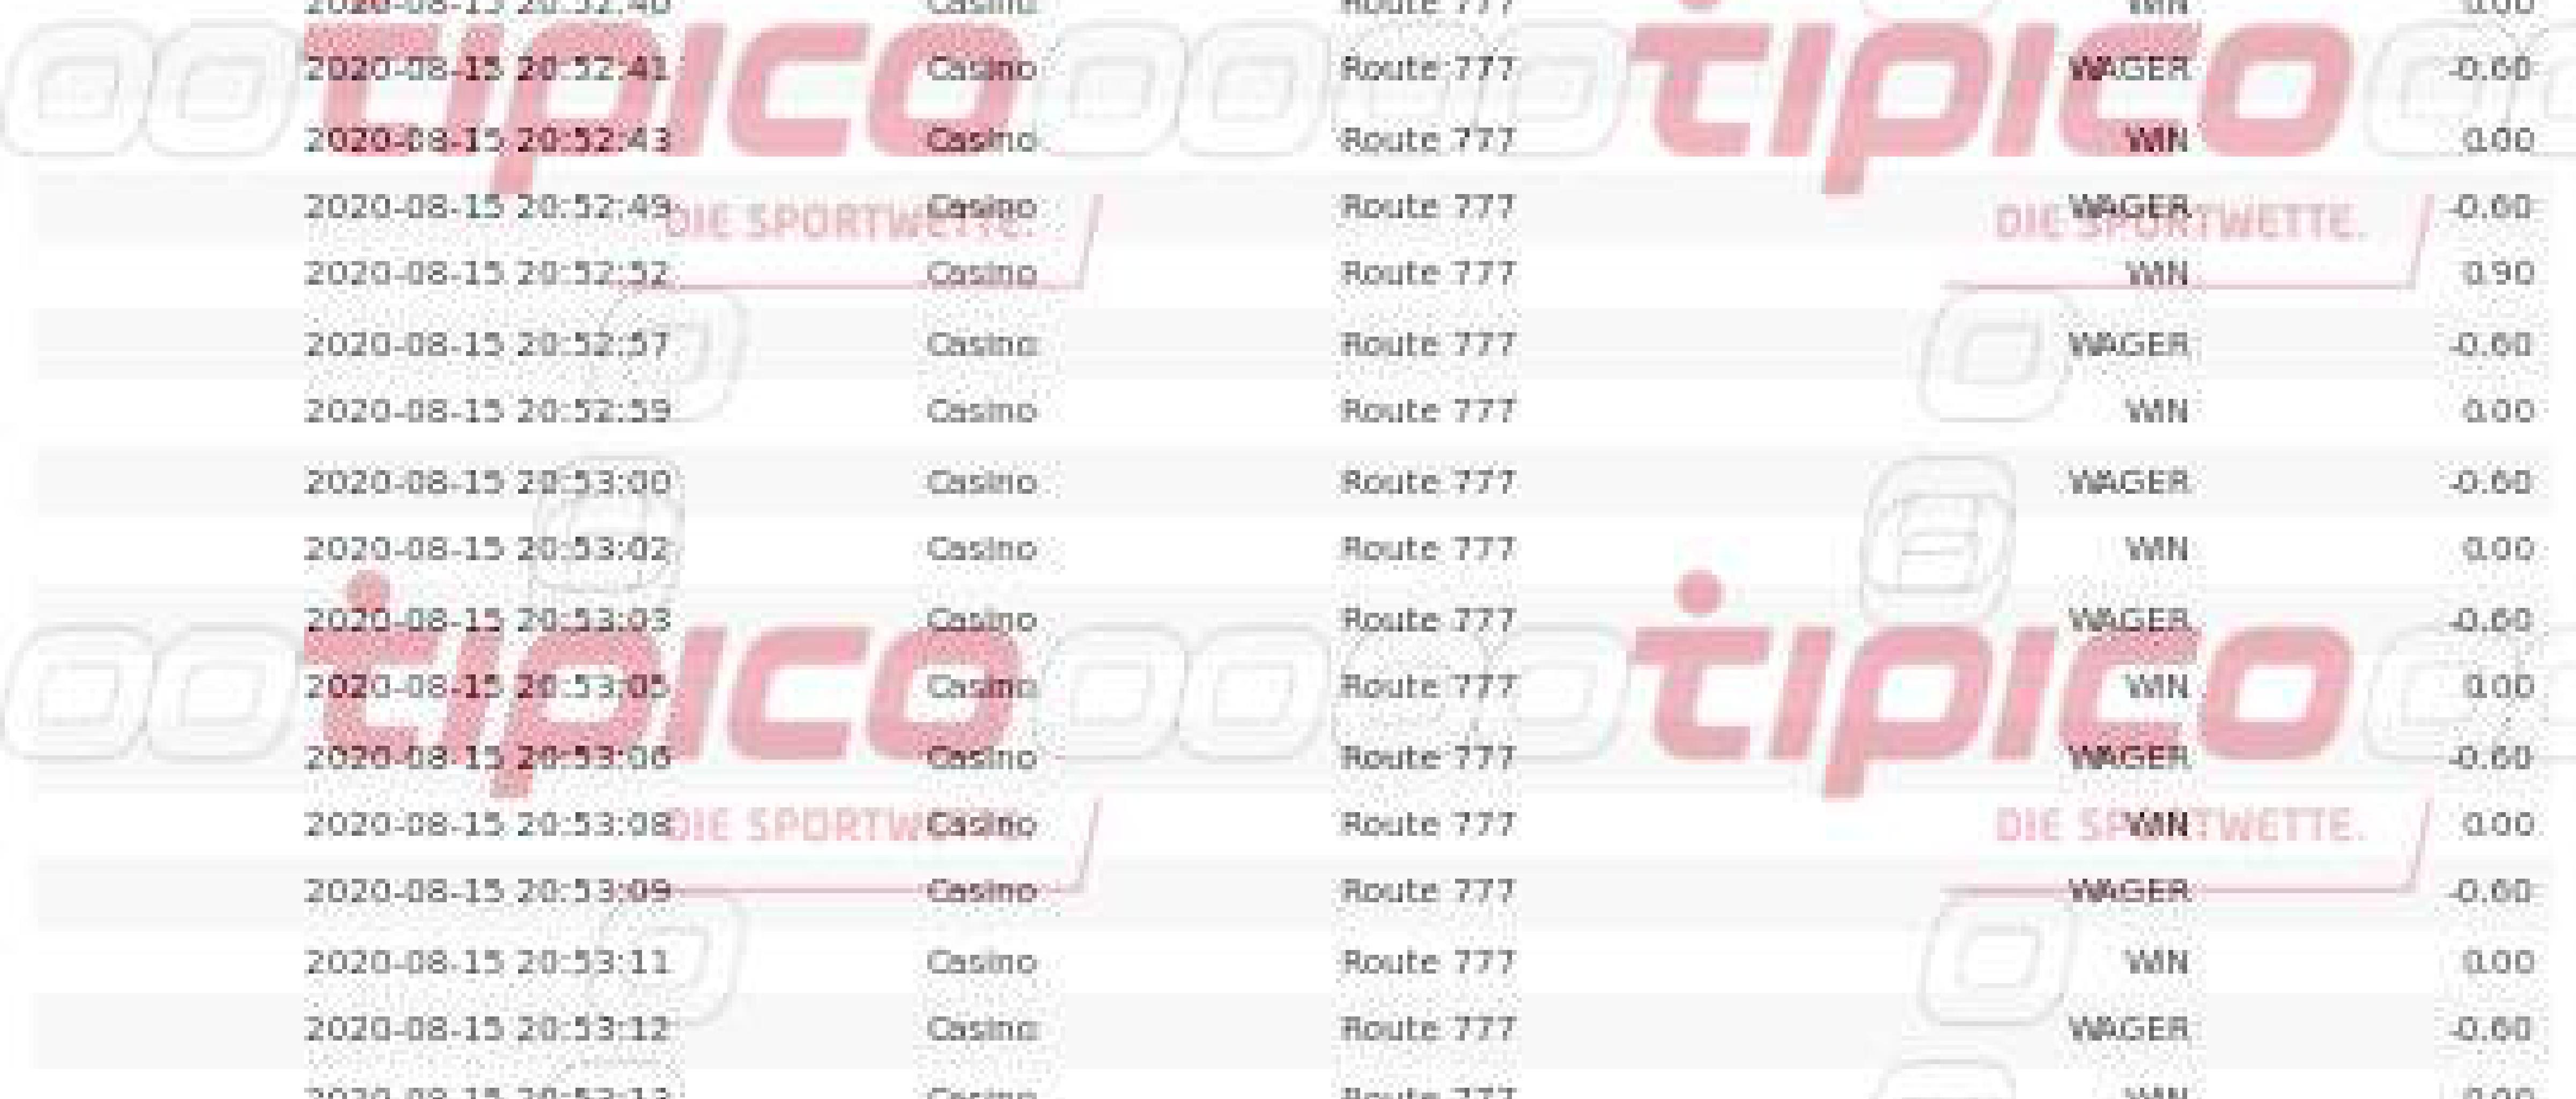 2020-08-15 20:52:40 Casino Route 777 WIN 0.00
2020-08-15 20:52:41 Casino Route 777 WAGER -0.60
2020-08-15 20:52:43 Casino Route 777 WIN 0.00
tipico tipico
2020-08-15 20:52:49 Casino Route 777 WAGER -0.60
DIE SPORTWETTE. DIE SPORTWETTE.
2020-08-15 20:52:52 Casino Route 777 WIN 0.90
2020-08-15 20:52:57 Casino Route 777 WAGER -0.60
2020-08-15 20:52:59 Casino Route 777 WIN 0.00
2020-08-15 20:53:00 Casino Route 777 WAGER -0.60
2020-08-15 20:53:02 Casino Route 777 WIN 0.00
2020-08-15 20:53:03 Casino Route 777 WAGER -0.60
2020-08-15 20:53:05 Casino Route 777 WIN 0.00
tipico tipico
2020-08-15 20:53:06 Casino Route 777 WAGER -0.60
2020-08-15 20:53:08 Casino Route 777 WIN 0.00
DIE SPORTWETTE. DIE SPORTWETTE.
2020-08-15 20:53:09 Casino Route 777 WAGER -0.60
2020-08-15 20:53:11 Casino Route 777 WIN 0.00
2020-08-15 20:53:12 Casino Route 777 WAGER -0.60
2020-08-15 20:53:13 Casino Route 777 WIN 0.00